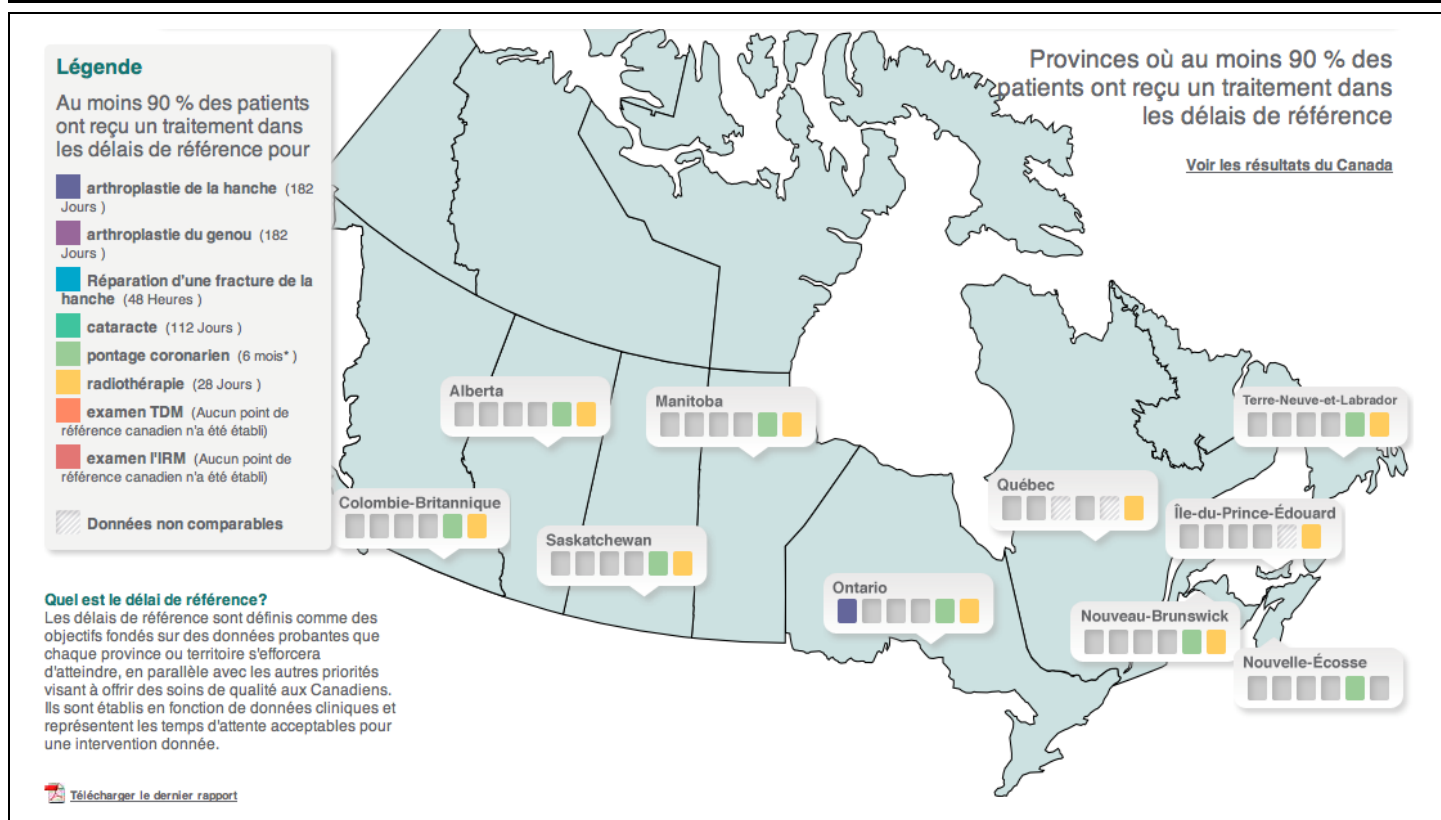 Légende
Au moins 90 % des patients
ont reçu un traitement dans
les délais de référence pour
arthroplastie de la hanche (182
Jours )
arthroplastie du genou (182
Jours )
Réparation d'une fracture de la
hanche (48 Heures )
cataracte (112 Jours )
pontage coronarien (6 mois* )
radiothérapie (28 Jours )
examen TDM (Aucun point de
référence canadien n'a été établi)
examen l'IRM (Aucun point de
référence canadien n'a été établi)
Données non comparables
Provinces où au moins 90 % des
patients ont reçu un traitement dans
les délais de référence
Voir les résultats du Canada
Alberta
Manitoba
Terre-Neuve-et-Labrador
Colombie-Britannique
Québec
Île-du-Prince-Édouard
Saskatchewan
Ontario
Nouveau-Brunswick
Nouvelle-Écosse
Quel est le délai de référence?
Les délais de référence sont définis comme des
objectifs fondés sur des données probantes que
chaque province ou territoire s'efforcera
d'atteindre, en parallèle avec les autres priorités
visant à offrir des soins de qualité aux Canadiens.
Ils sont établis en fonction de données cliniques et
représentent les temps d'attente acceptables pour
une intervention donnée.
Télécharger le dernier rapport